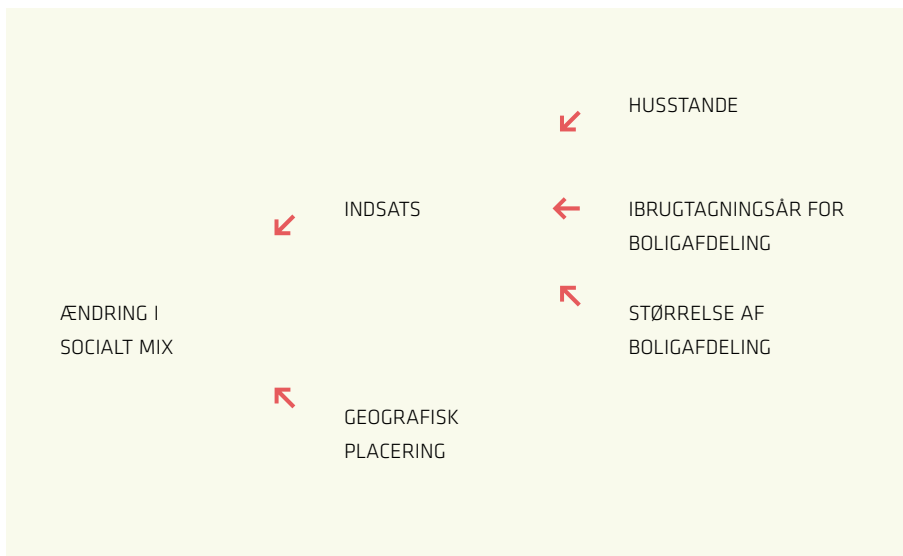 HUSSTANDE
INDSATS
IBRUGTAGNINGSÅR FOR
BOLIGAFDELING
ÆNDRING I
SOCIALT MIX
STØRRELSE AF
BOLIGAFDELING
GEOGRAFISK
PLACERING